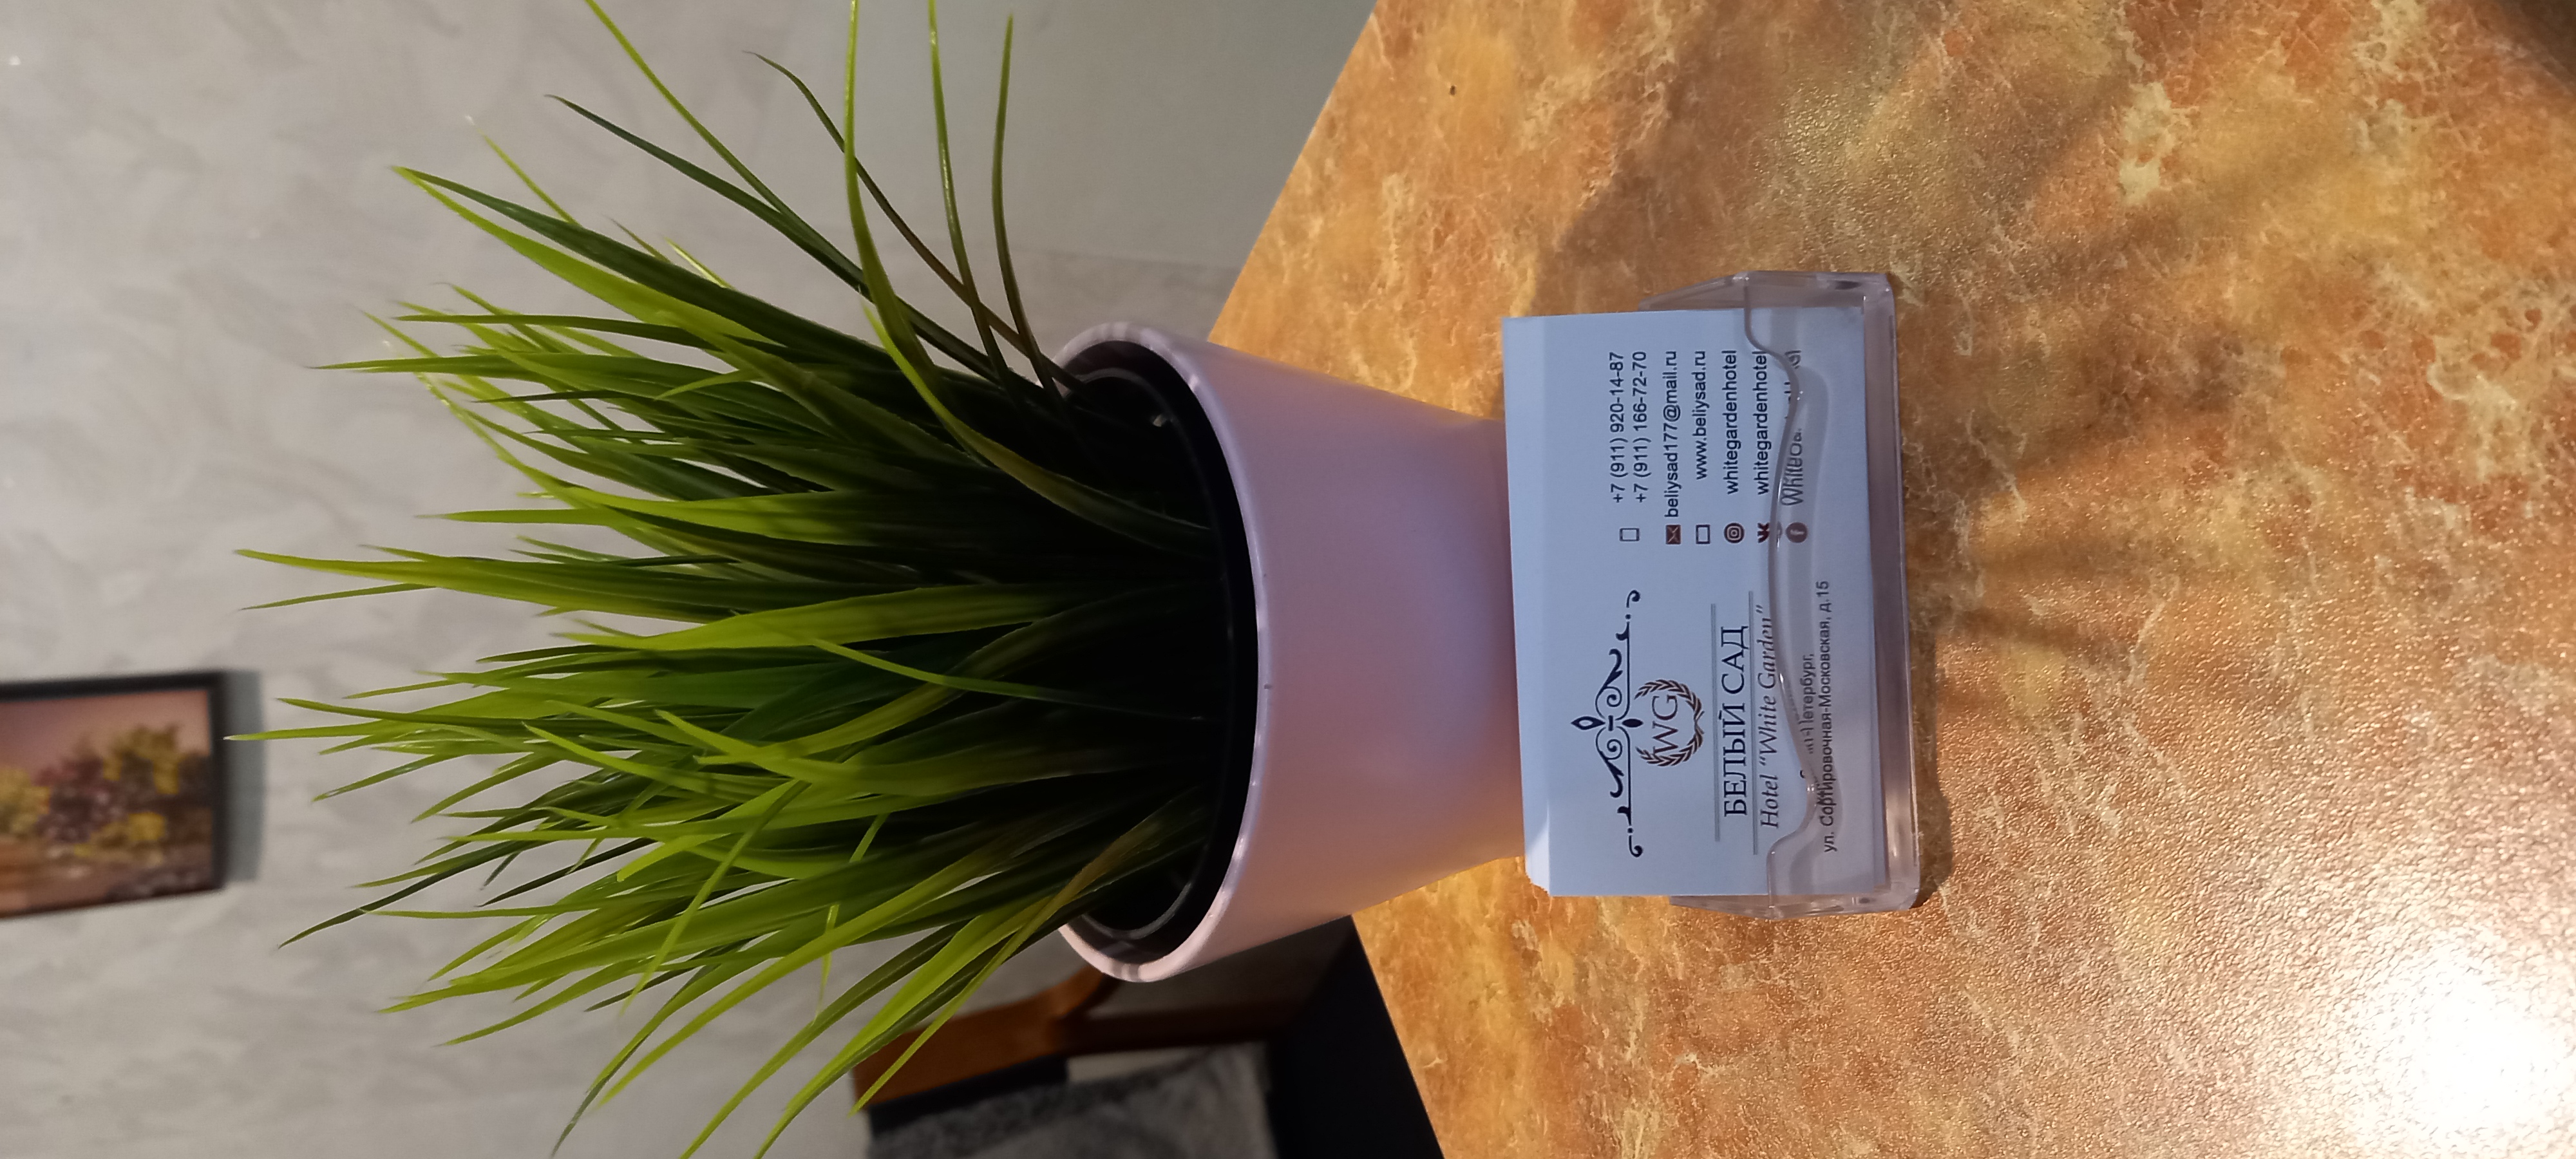 WG
БЕЛЫЙ САД
Hotel "White Garden"
ул. Сортировочная-Московская, д.15
+7 (911) 920-14-87
+7 (911) 166-72-70
beliysad177@mail.ru
www.beliysad.ru
whitegardenhotel
whitegardenhotel